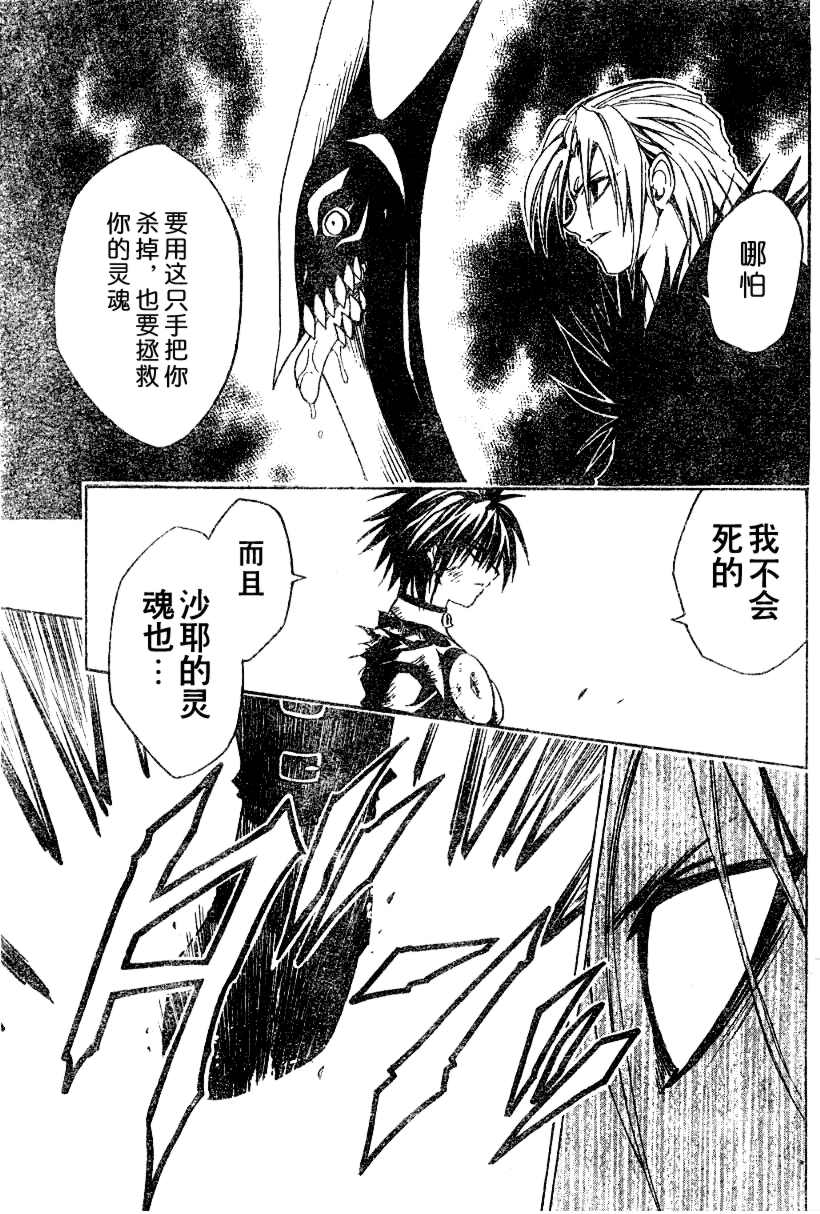 哪
怕
要用这只手把你
杀掉，也要拯救
你的灵魂
我不会
死的
而且
沙耶的灵
魂也…